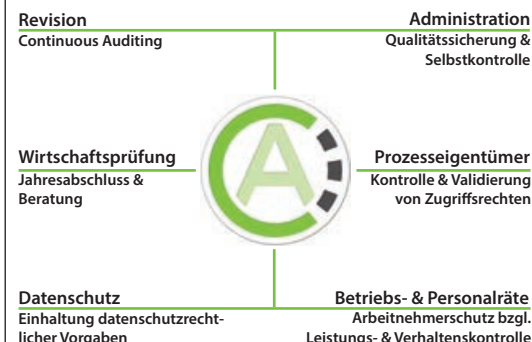 Revision
Continuous Auditing
Administration
Qualitätssicherung &
Selbstkontrolle
Wirtschaftsprüfung
Jahresabschluss &
Beratung
A
Prozesseigentümer
Kontrolle & Validierung
von Zugriffsrechten
Datenschutz
Einhaltung datenschutzrecht-
licher Vorgaben
Betriebs- & Personalräte
Arbeitnehmerschutz bzgl.
Leistungs- & Verhaltenskontrolle